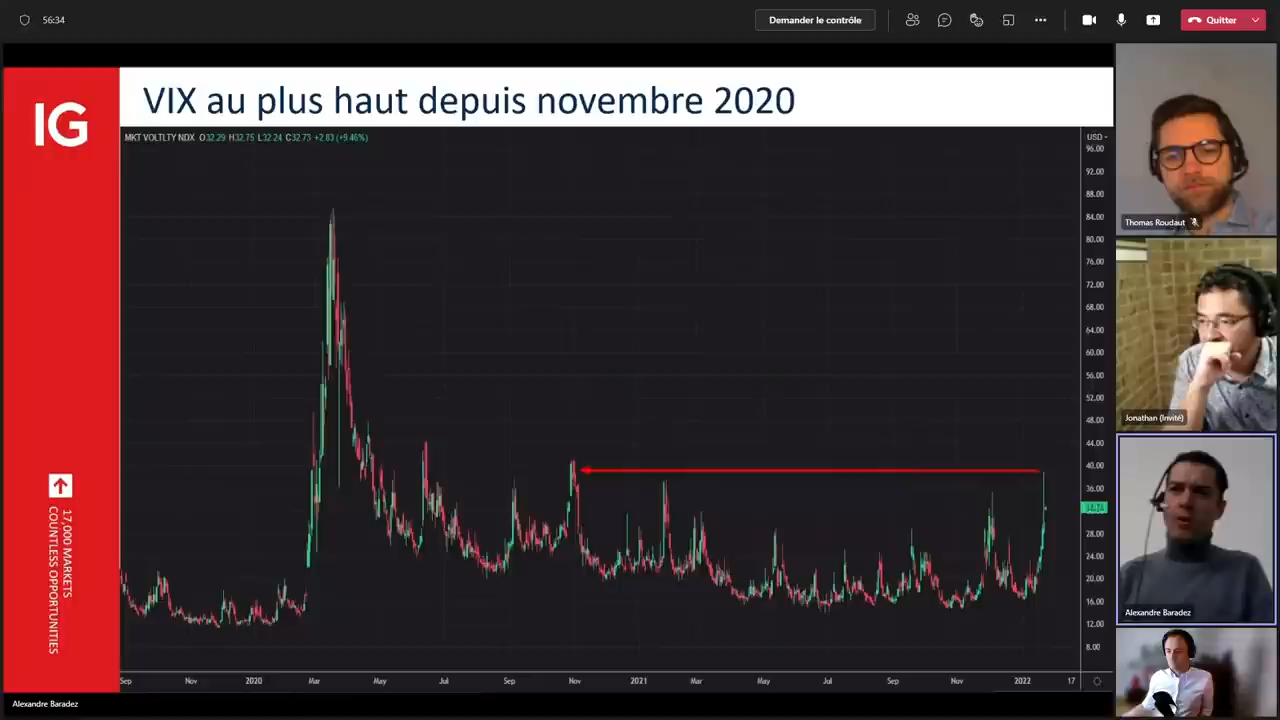 56:34
Demander le contrôle
Quitter
IG
VIX au plus haut depuis novembre 2020
MKT VOLTLTY NDX O32.29 H32.75 L32.24 C32.73 +2.83 (+9.46%)
USD
96.00
92.00
88.00
84.00
80.00
76.00
72.00
68.00
64.00
60.00
56.00
52.00
48.00
44.00
40.00
36.00
28.00
24.00
20.00
16.00
12.00
8.00
Sep
Nov
2020
Mar
May
Jul
Sep
Nov
2021
Mar
May
Jul
Sep
Nov
2022
17
17,000 MARKETS
COUNTLESS OPPORTUNITIES
Thomas Roudaut
Jonathan (Invité)
Alexandre Baradez
Alexandre Baradez